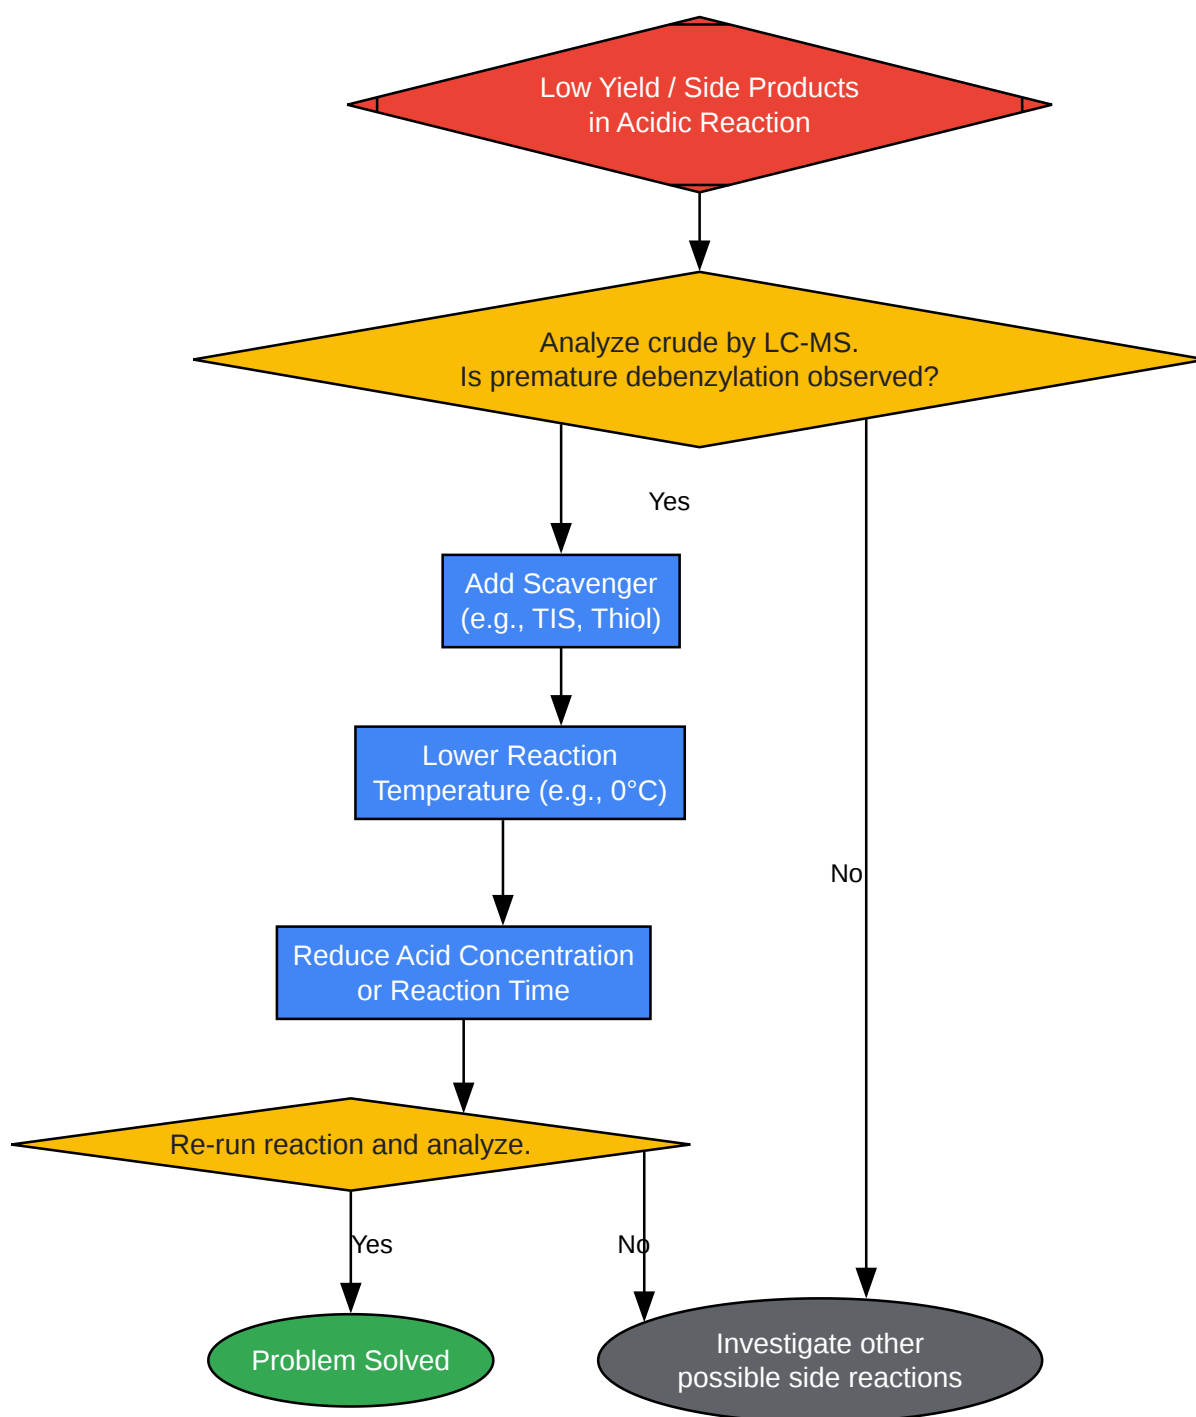 Low Yield / Side Products
in Acidic Reaction
Analyze crude by LC-MS.
Is premature debenzylation observed?
Yes
Add Scavenger
(e.g., TIS, Thiol)
Lower Reaction
Temperature (e.g., 0°C)
No
Reduce Acid Concentration
or Reaction Time
Re-run reaction and analyze.
Yes
No
Problem Solved
Investigate other
possible side reactions